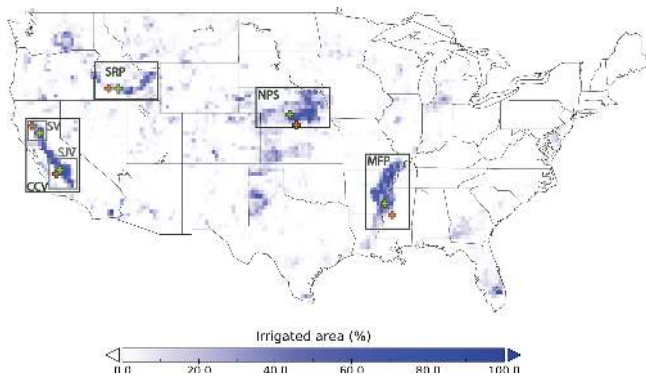 SRP
NPS
SV
SJV
CCV
MFP
Irrigated area (%)
0.0 20.0 40.0 60.0 80.0 100.0